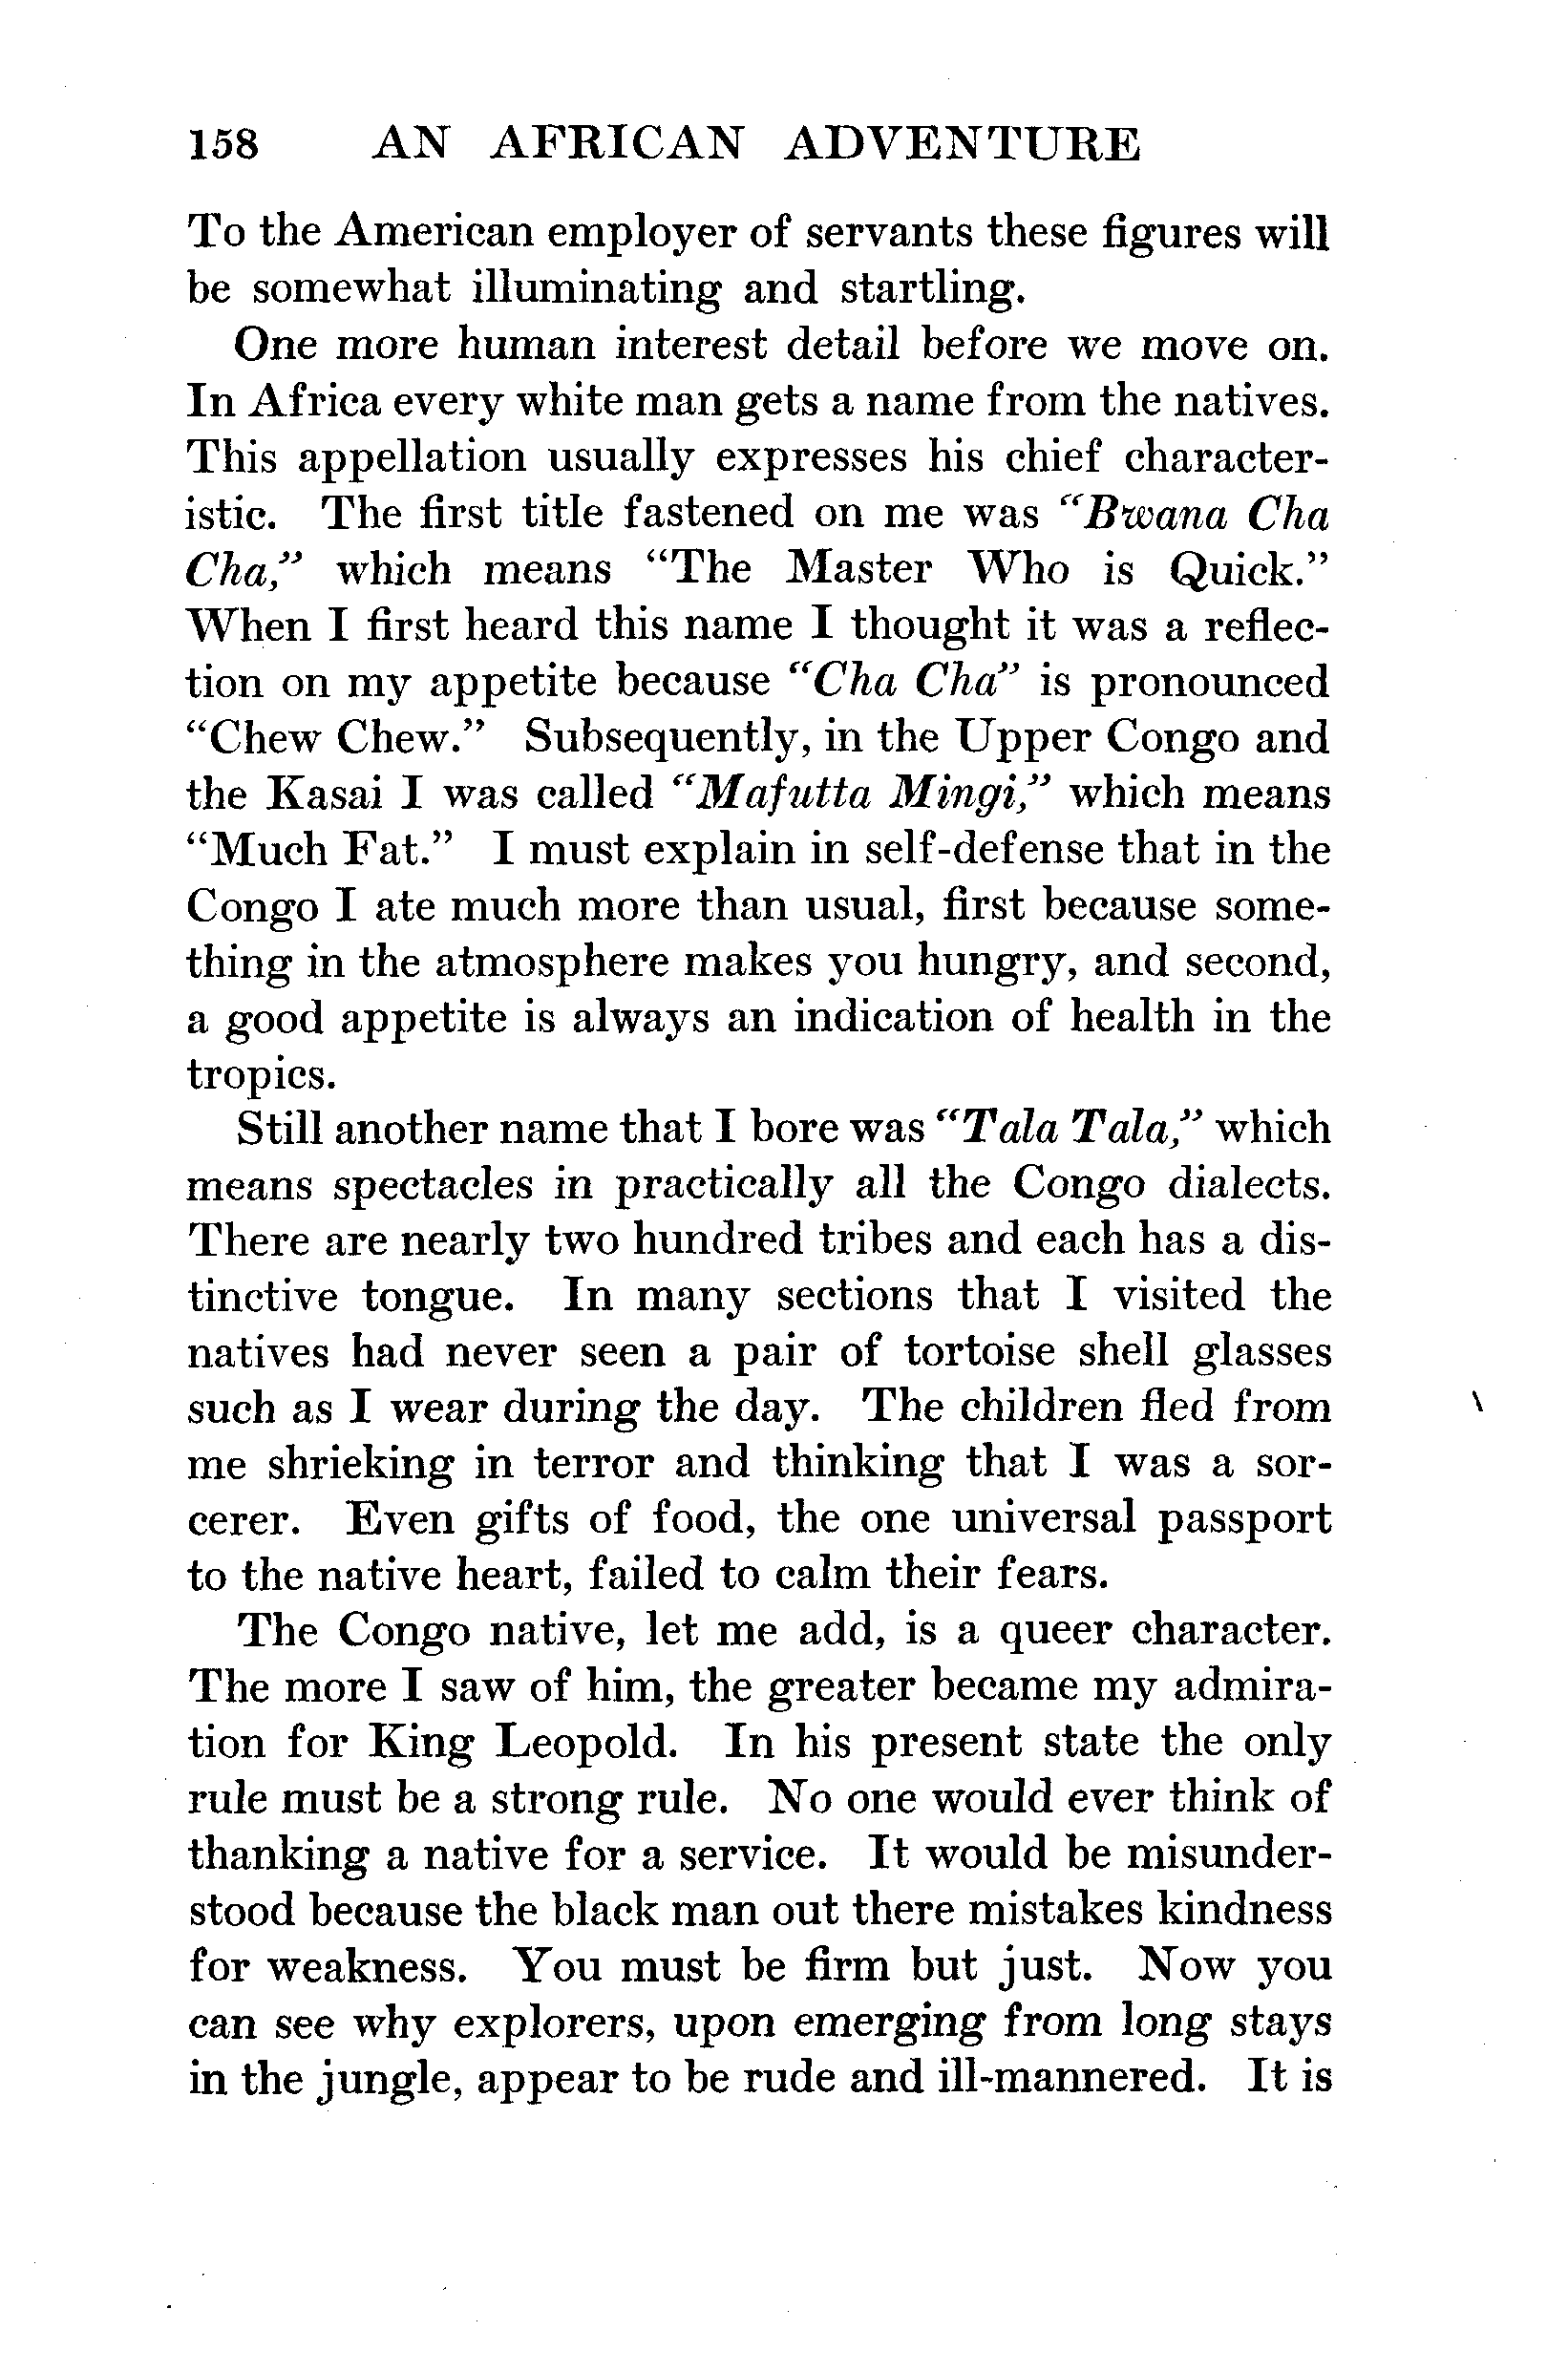 158 AN AFRICAN ADVENTURE
To the American employer of servants these figures will
be somewhat illuminating and startling.
One more human interest detail before we move on.
In Africa every white man gets a name from the natives.
This appellation usually expresses his chief character-
istic. The first title fastened on me was "Bwana Cha
Cha," which means "The Master Who is Quick."
When I first heard this name I thought it was a reflec-
tion on my appetite because "Cha Cha" is pronounced
"Chew Chew." Subsequently, in the Upper Congo and
the Kasai I was called "Mafutta Mingi," which means
"Much Fat." I must explain in self-defense that in the
Congo I ate much more than usual, first because some-
thing in the atmosphere makes you hungry, and second,
a good appetite is always an indication of health in the
tropics.
Still another name that I bore was "Tala Tala," which
means spectacles in practically all the Congo dialects.
There are nearly two hundred tribes and each has a dis-
tinctive tongue. In many sections that I visited the
natives had never seen a pair of tortoise shell glasses
such as I wear during the day. The children fled from
me shrieking in terror and thinking that I was a sor-
cerer. Even gifts of food, the one universal passport
to the native heart, failed to calm their fears.
The Congo native, let me add, is a queer character.
The more I saw of him, the greater became my admira-
tion for King Leopold. In his present state the only
rule must be a strong rule. No one would ever think of
thanking a native for a service. It would be misunder-
stood because the black man out there mistakes kindness
for weakness. You must be firm but just. Now you
can see why explorers, upon emerging from long stays
in the jungle, appear to be rude and ill-mannered. It is